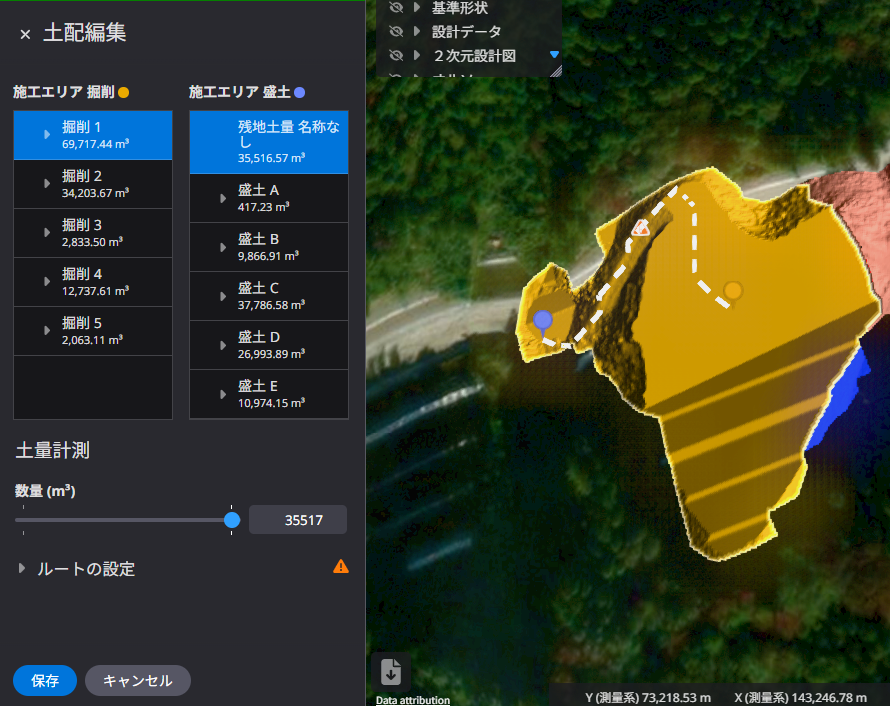 × 土配編集
施工エリア 掘削
掘削 1
69,717.44 m³
掘削 2
34,203.67 m³
掘削 3
2,833.50 m³
掘削 4
12,737.61 m³
掘削 5
2,063.11 m³
施工エリア 盛土
残地土量 名称な
し
35,516.57 m³
盛土 A
417.23 m³
盛土 B
9,866.91 m³
盛土 C
37,786.58 m³
盛土 D
26,993.89 m³
盛土 E
10,974.15 m³
土量計測
数量 (m³)
35517
ルートの設定
保存
キャンセル
基準形状
設計データ
２次元設計図
Data attribution
Y (測量系) 73,218.53 m
X (測量系) 143,246.78 m